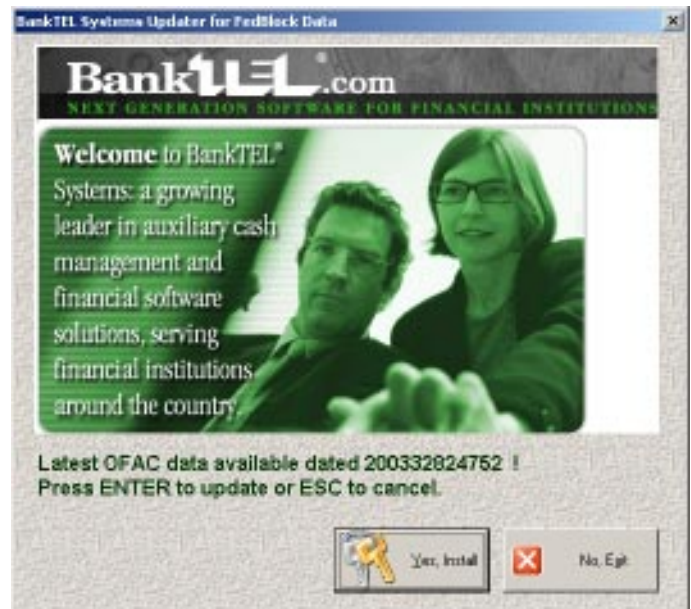 BankTEL Systems Updater for FedBlock Data
BankTEL.com
NEXT GENERATION SOFTWARE FOR FINANCIAL INSTITUTIONS
Welcome to BankTEL®
Systems: a growing
leader in auxiliary cash
management and
financial software
solutions, serving
financial institutions
around the country.
Latest OFAC data available dated 200332824752 !
Press ENTER to update or ESC to cancel.
Yes, Install
No, Exit